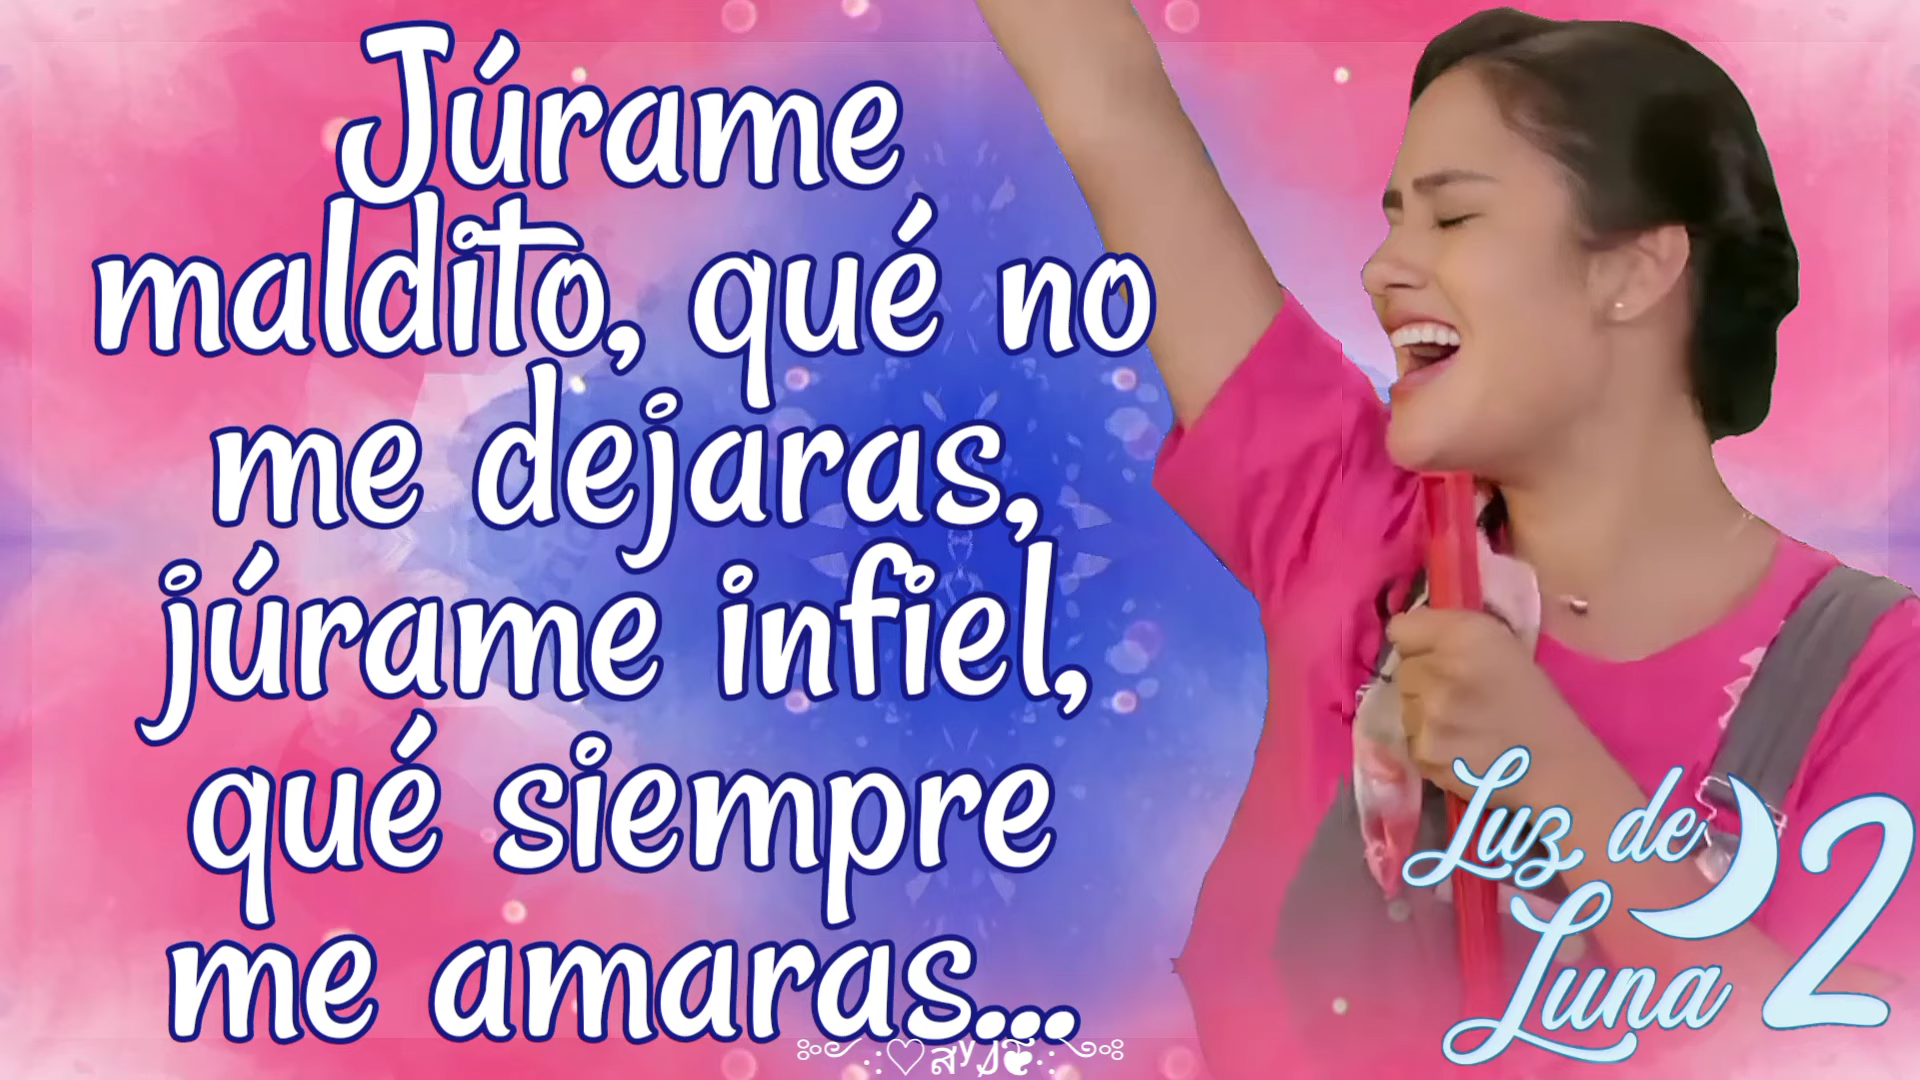 Júrame
maldito, qué no
me dejaras,
júrame infiel,
qué siempre
me amaras...
Luz de
Luna 2